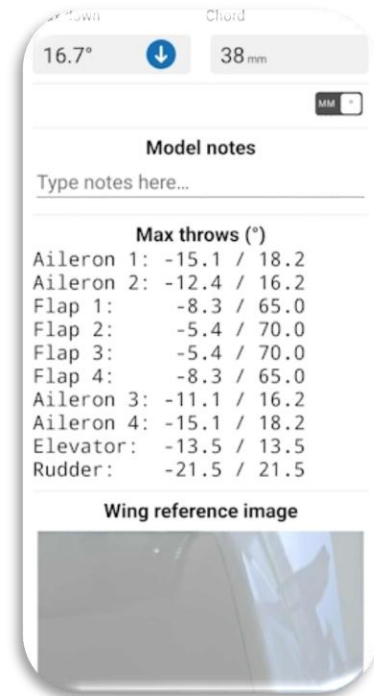 Chord
16.7°
38 mm
MM °
Model notes
Type notes here...
Max throws (°)
Aileron 1: -15.1 / 18.2
Aileron 2: -12.4 / 16.2
Flap 1: -8.3 / 65.0
Flap 2: -5.4 / 70.0
Flap 3: -5.4 / 70.0
Flap 4: -8.3 / 65.0
Aileron 3: -11.1 / 16.2
Aileron 4: -15.1 / 18.2
Elevator: -13.5 / 13.5
Rudder: -21.5 / 21.5
Wing reference image